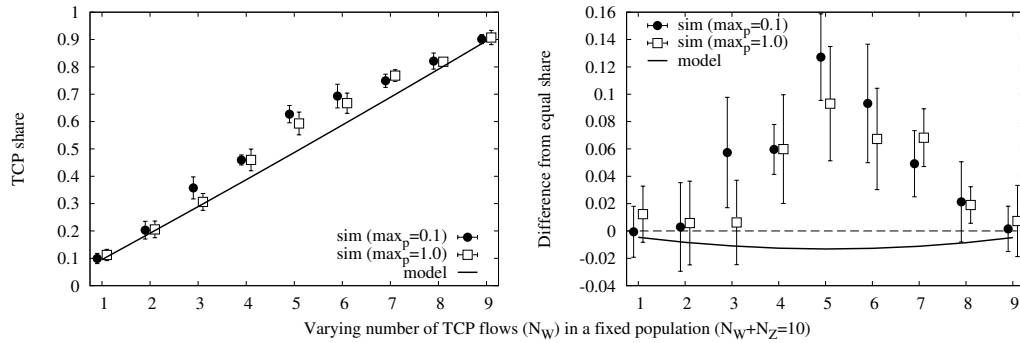 TCP share
1
0.9
0.8
0.7
0.6
0.5
0.4
0.3
0.2
0.1
0
sim (max_p=0.1)
sim (max_p=1.0)
model
1 2 3 4 5 6 7 8 9
Difference from equal share
0.16
0.14
0.12
0.1
0.08
0.06
0.04
0.02
0
-0.02
-0.04
sim (max_p=0.1)
sim (max_p=1.0)
model
1 2 3 4 5 6 7 8 9
Varying number of TCP flows (N_W) in a fixed population (N_W+N_Z=10)